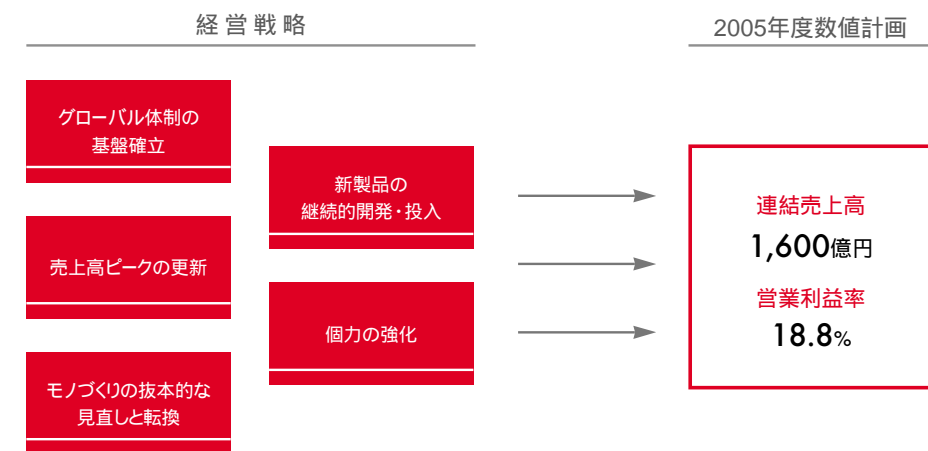 経営戦略
2005年度数値計画
グローバル体制の
基盤確立
売上高ピークの更新
モノづくりの抜本的な
見直しと転換
新製品の
継続的開発・投入
個力の強化
連結売上高
1,600億円
営業利益率
18.8%